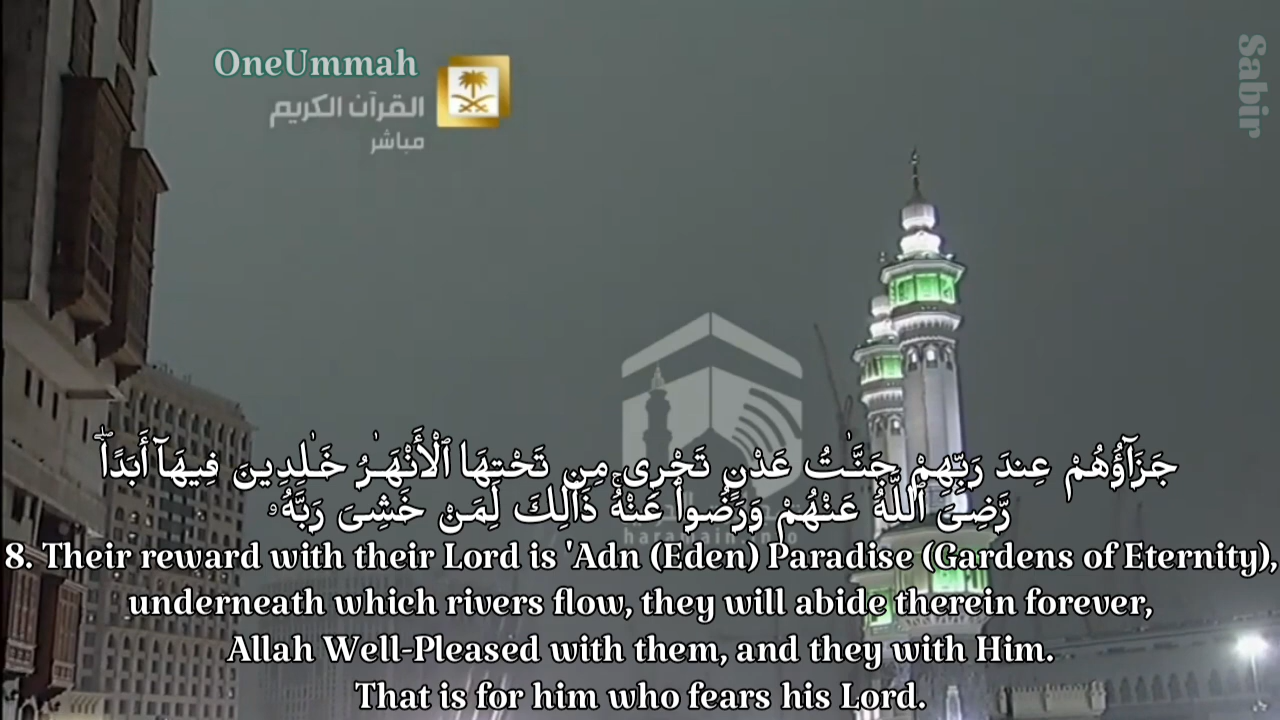 OneUmmah
القرآن الكريم
مباشر
Sabir
جَزَآؤُهُمْ عِندَ رَبِّهِمْ جَنَّـٰتُ عَدْنٍ تَجْرِى مِن تَحْتِهَا ٱلْأَنْهَـٰرُ خَـٰلِدِينَ فِيهَآ أَبَدًا ۖ
رَّضِىَ ٱللَّهُ عَنْهُمْ وَرَضُوا۟ عَنْهُ ۚ ذَٰلِكَ لِمَنْ خَشِىَ رَبَّهُۥ
haramain.info
8. Their reward with their Lord is 'Adn (Eden) Paradise (Gardens of Eternity),
underneath which rivers flow, they will abide therein forever,
Allah Well-Pleased with them, and they with Him.
That is for him who fears his Lord.